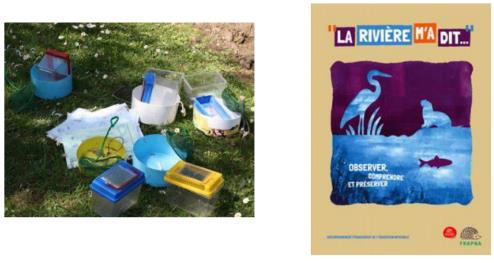 "LA RIVIÈRE M'A DIT..."
OBSERVER,
COMPRENDRE
ET PRÉSERVER
FRAPNA